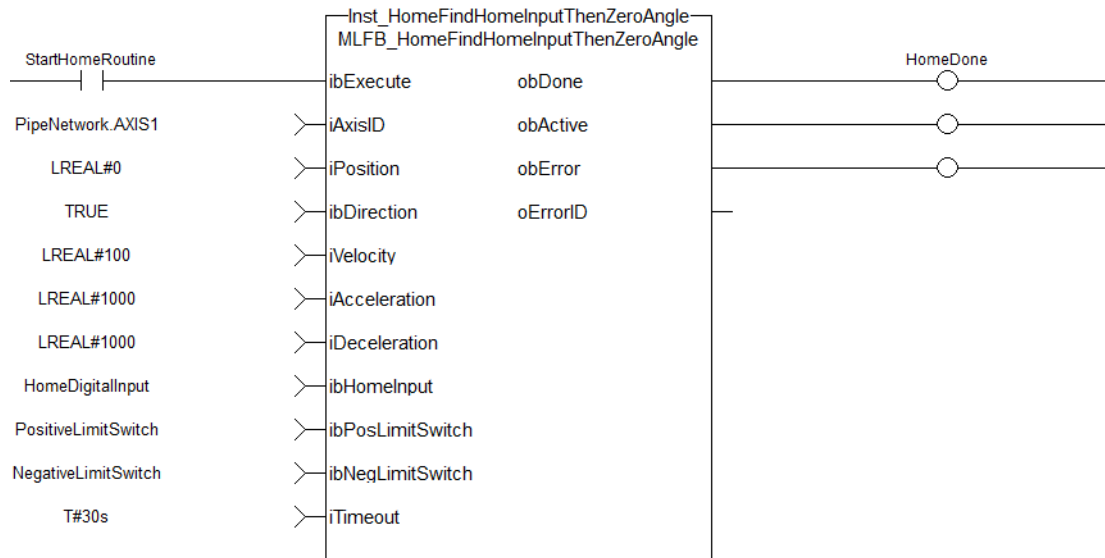 Inst_HomeFindHomeInputThenZeroAngle
MLFB_HomeFindHomeInputThenZeroAngle
StartHomeRoutine
HomeDone
ibExecute obDone
PipeNetwork.AXIS1 iAxisID obActive
LREAL#0 iPosition obError
TRUE ibDirection oErrorID
LREAL#100 iVelocity
LREAL#1000 iAcceleration
LREAL#1000 iDeceleration
HomeDigitalInput ibHomeInput
PositiveLimitSwitch ibPosLimitSwitch
NegativeLimitSwitch ibNegLimitSwitch
T#30s iTimeout